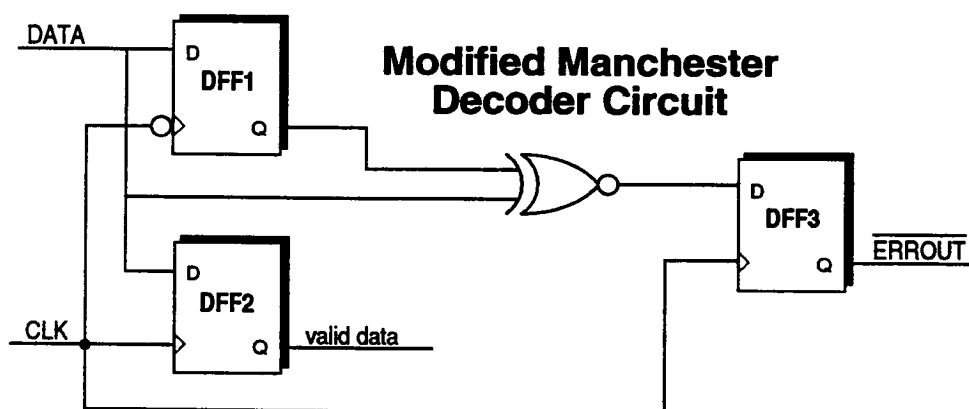 DATA
D
DFF1
Q
Modified Manchester
Decoder Circuit
D
DFF3
Q
ERROUT
D
DFF2
Q
CLK
valid data